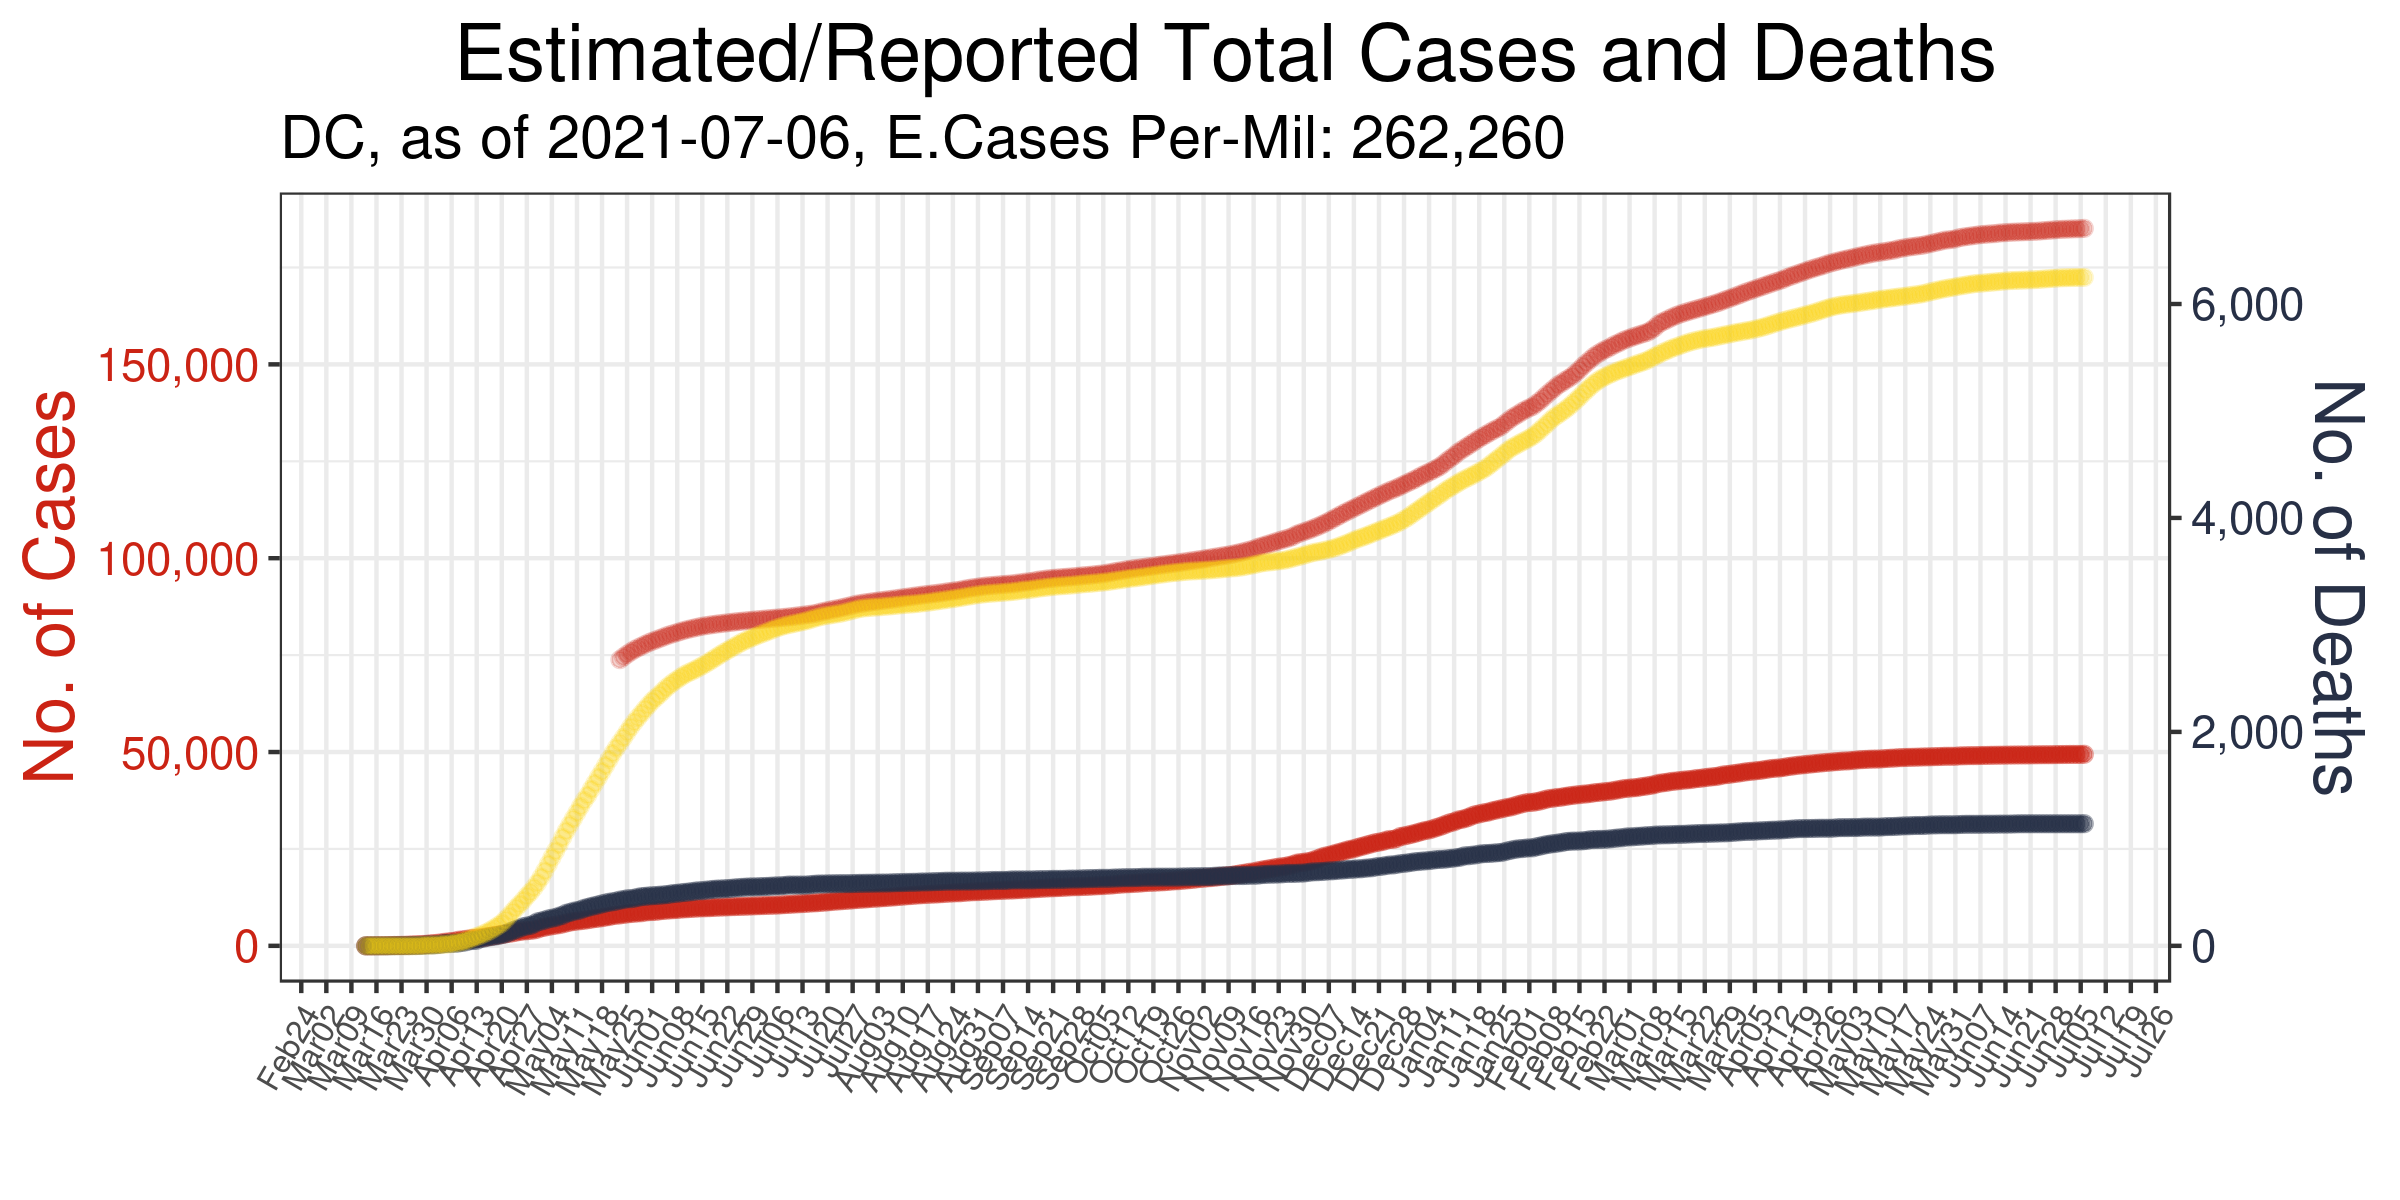 Estimated/Reported Total Cases and Deaths
DC, as of 2021-07-06, E.Cases Per-Mil: 262,260
No. of Cases
150,000
100,000
50,000
0
6,000
4,000
2,000
0
No. of Deaths
Feb24
Mar02
Mar09
Mar16
Mar23
Mar30
Apr06
Apr13
Apr20
Apr27
May04
May11
May18
May25
Jun01
Jun08
Jun15
Jun22
Jun29
Jul06
Jul13
Jul20
Jul27
Aug03
Aug10
Aug17
Aug24
Aug31
Sep07
Sep14
Sep21
Sep28
Oct05
Oct12
Oct19
Oct26
Nov02
Nov09
Nov16
Nov23
Nov30
Dec07
Dec14
Dec21
Dec28
Jan04
Jan11
Jan18
Jan25
Feb01
Feb08
Feb15
Feb22
Mar01
Mar08
Mar15
Mar22
Mar29
Apr05
Apr12
Apr19
Apr26
May03
May10
May17
May24
May31
Jun07
Jun14
Jun21
Jun28
Jul05
Jul12
Jul19
Jul26